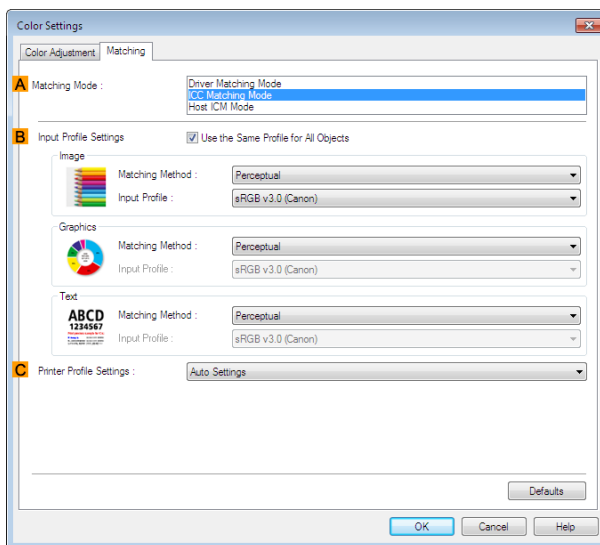 Color Settings
Color Adjustment Matching
A Matching Mode :
Driver Matching Mode
ICC Matching Mode
Host ICM Mode
B Input Profile Settings Use the Same Profile for All Objects
Image
Matching Method : Perceptual
Input Profile : sRGB v3.0 (Canon)
Graphics
Matching Method : Perceptual
Input Profile : sRGB v3.0 (Canon)
Text
ABCD
1234567
Matching Method : Perceptual
Input Profile : sRGB v3.0 (Canon)
C Printer Profile Settings : Auto Settings
Defaults
OK Cancel Help